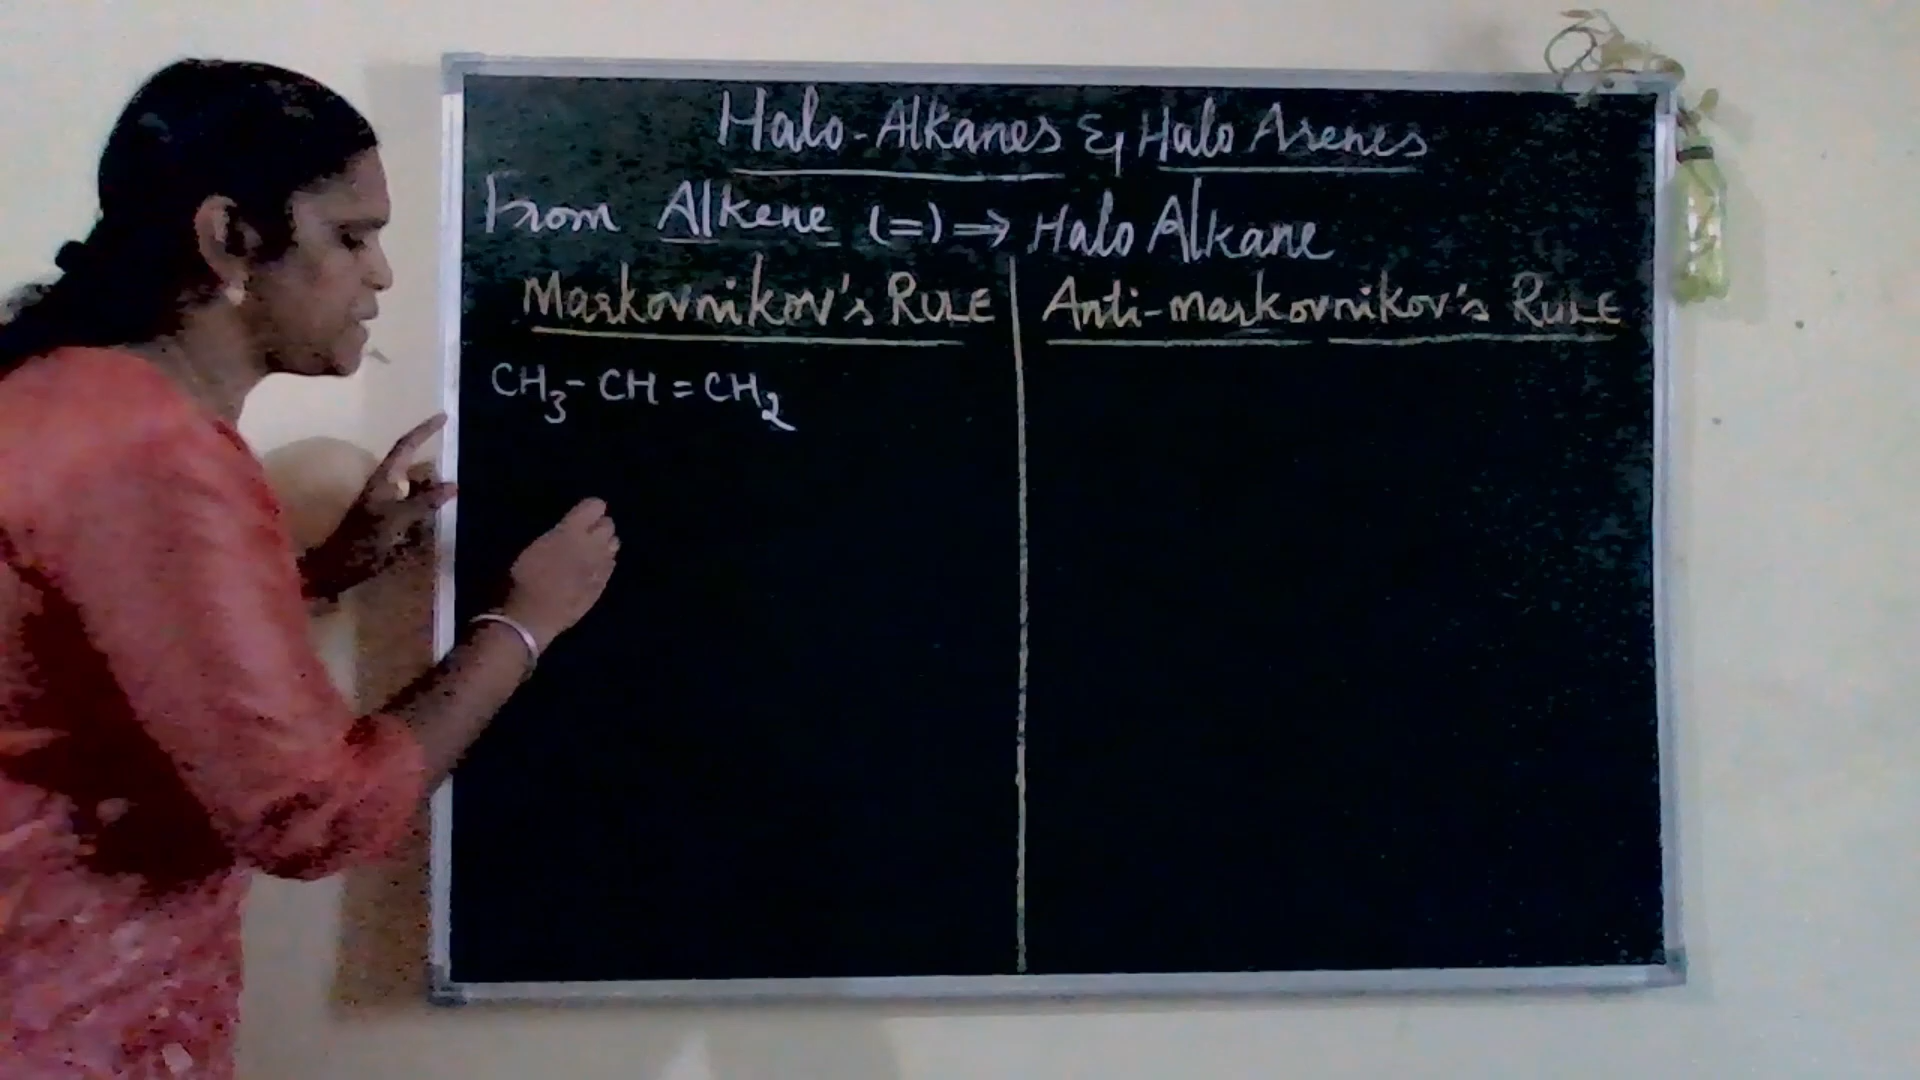 Halo-Alkanes & Halo Arenes
From Alkene (=) ⇒ Halo Alkane
Markovnikov's RULE
Anti-markovnikov's RULE
CH₃-CH=CH₂